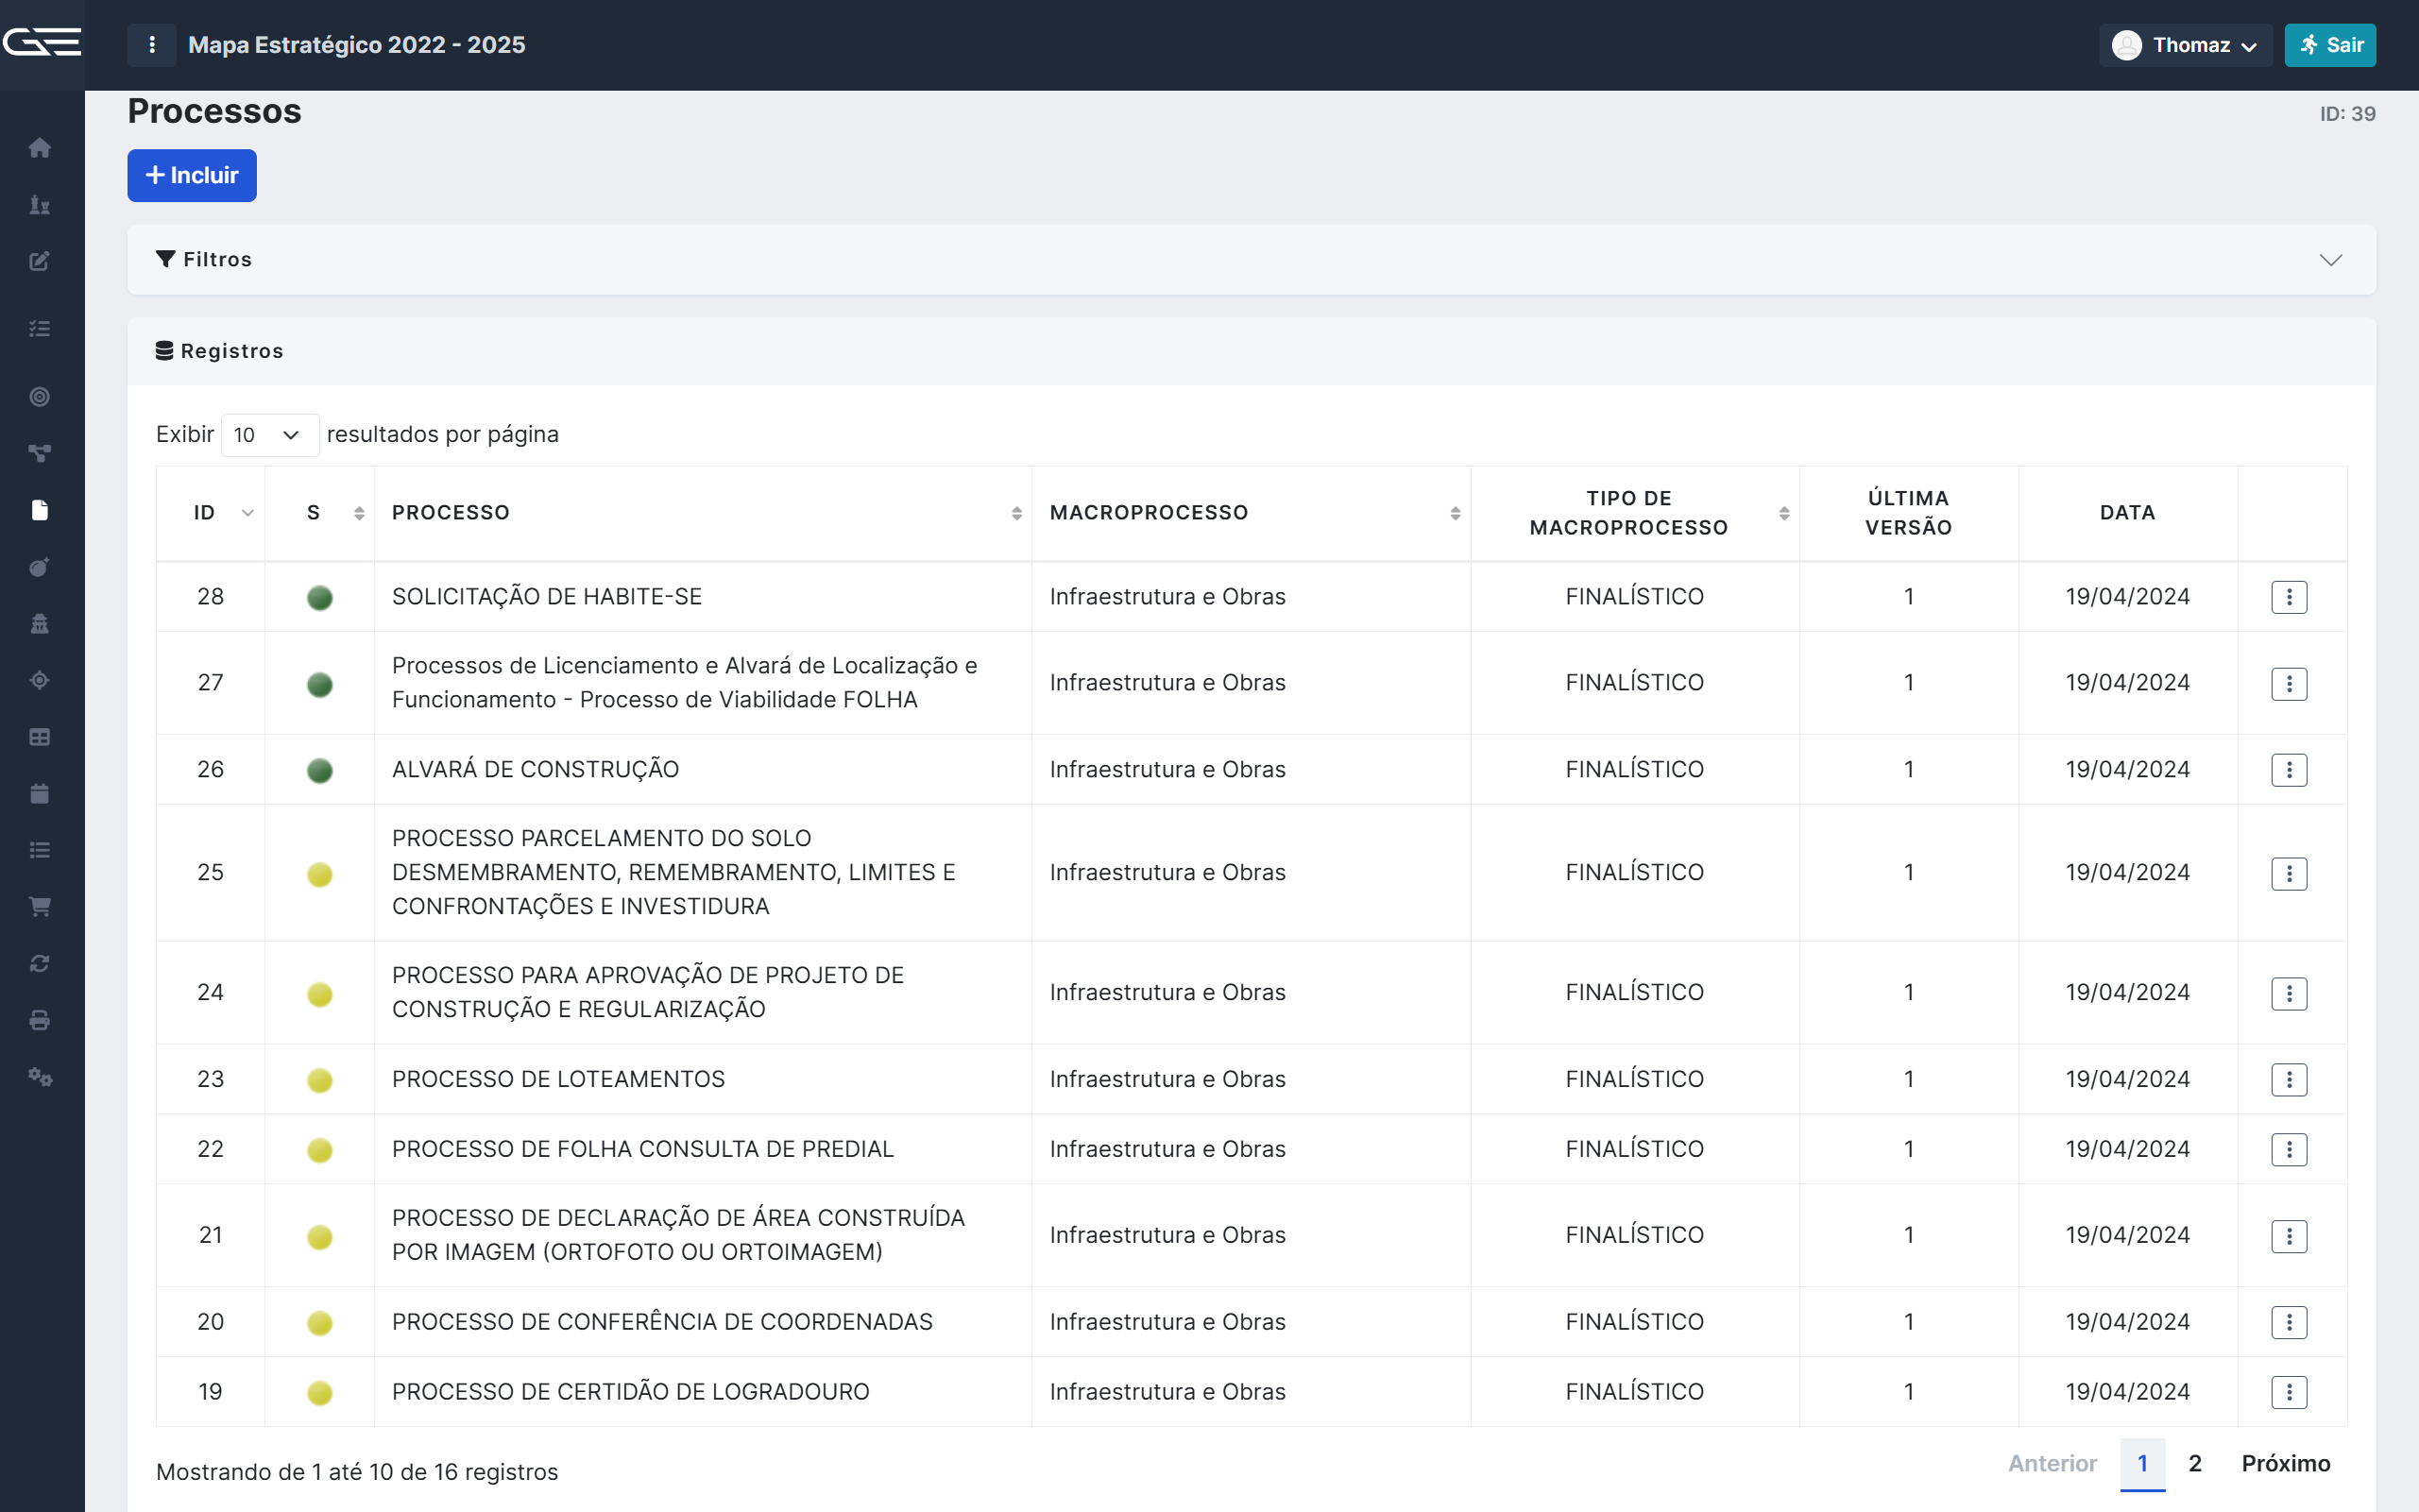 GE
Mapa Estratégico 2022 - 2025
Thomaz
Sair
Processos
ID: 39
Incluir
Filtros
Registros
Exibir 10 resultados por página
ID S PROCESSO MACROPROCESSO TIPO DE MACROPROCESSO ÚLTIMA VERSÃO DATA
28 SOLICITAÇÃO DE HABITE-SE Infraestrutura e Obras FINALÍSTICO 1 19/04/2024
27 Processos de Licenciamento e Alvará de Localização e
Funcionamento - Processo de Viabilidade FOLHA Infraestrutura e Obras FINALÍSTICO 1 19/04/2024
26 ALVARÁ DE CONSTRUÇÃO Infraestrutura e Obras FINALÍSTICO 1 19/04/2024
25 PROCESSO PARCELAMENTO DO SOLO
DESMEMBRAMENTO, REMEMBRAMENTO, LIMITES E
CONFRONTAÇÕES E INVESTIDURA Infraestrutura e Obras FINALÍSTICO 1 19/04/2024
24 PROCESSO PARA APROVAÇÃO DE PROJETO DE
CONSTRUÇÃO E REGULARIZAÇÃO Infraestrutura e Obras FINALÍSTICO 1 19/04/2024
23 PROCESSO DE LOTEAMENTOS Infraestrutura e Obras FINALÍSTICO 1 19/04/2024
22 PROCESSO DE FOLHA CONSULTA DE PREDIAL Infraestrutura e Obras FINALÍSTICO 1 19/04/2024
21 PROCESSO DE DECLARAÇÃO DE ÁREA CONSTRUÍDA
POR IMAGEM (ORTOFOTO OU ORTOIMAGEM) Infraestrutura e Obras FINALÍSTICO 1 19/04/2024
20 PROCESSO DE CONFERÊNCIA DE COORDENADAS Infraestrutura e Obras FINALÍSTICO 1 19/04/2024
19 PROCESSO DE CERTIDÃO DE LOGRADOURO Infraestrutura e Obras FINALÍSTICO 1 19/04/2024
Mostrando de 1 até 10 de 16 registros
Anterior 1 2 Próximo